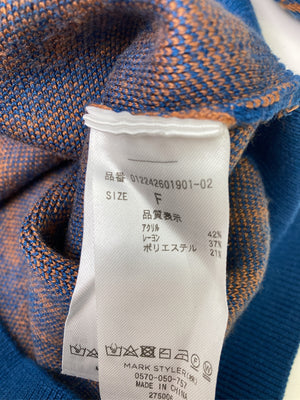 品番 012242601901-02
SIZE F
品質表示
アクリル 42%
レーヨン 37%
ポリエステル 21%
MARK STYLER(株)
0570-050-757
MADE IN CHINA